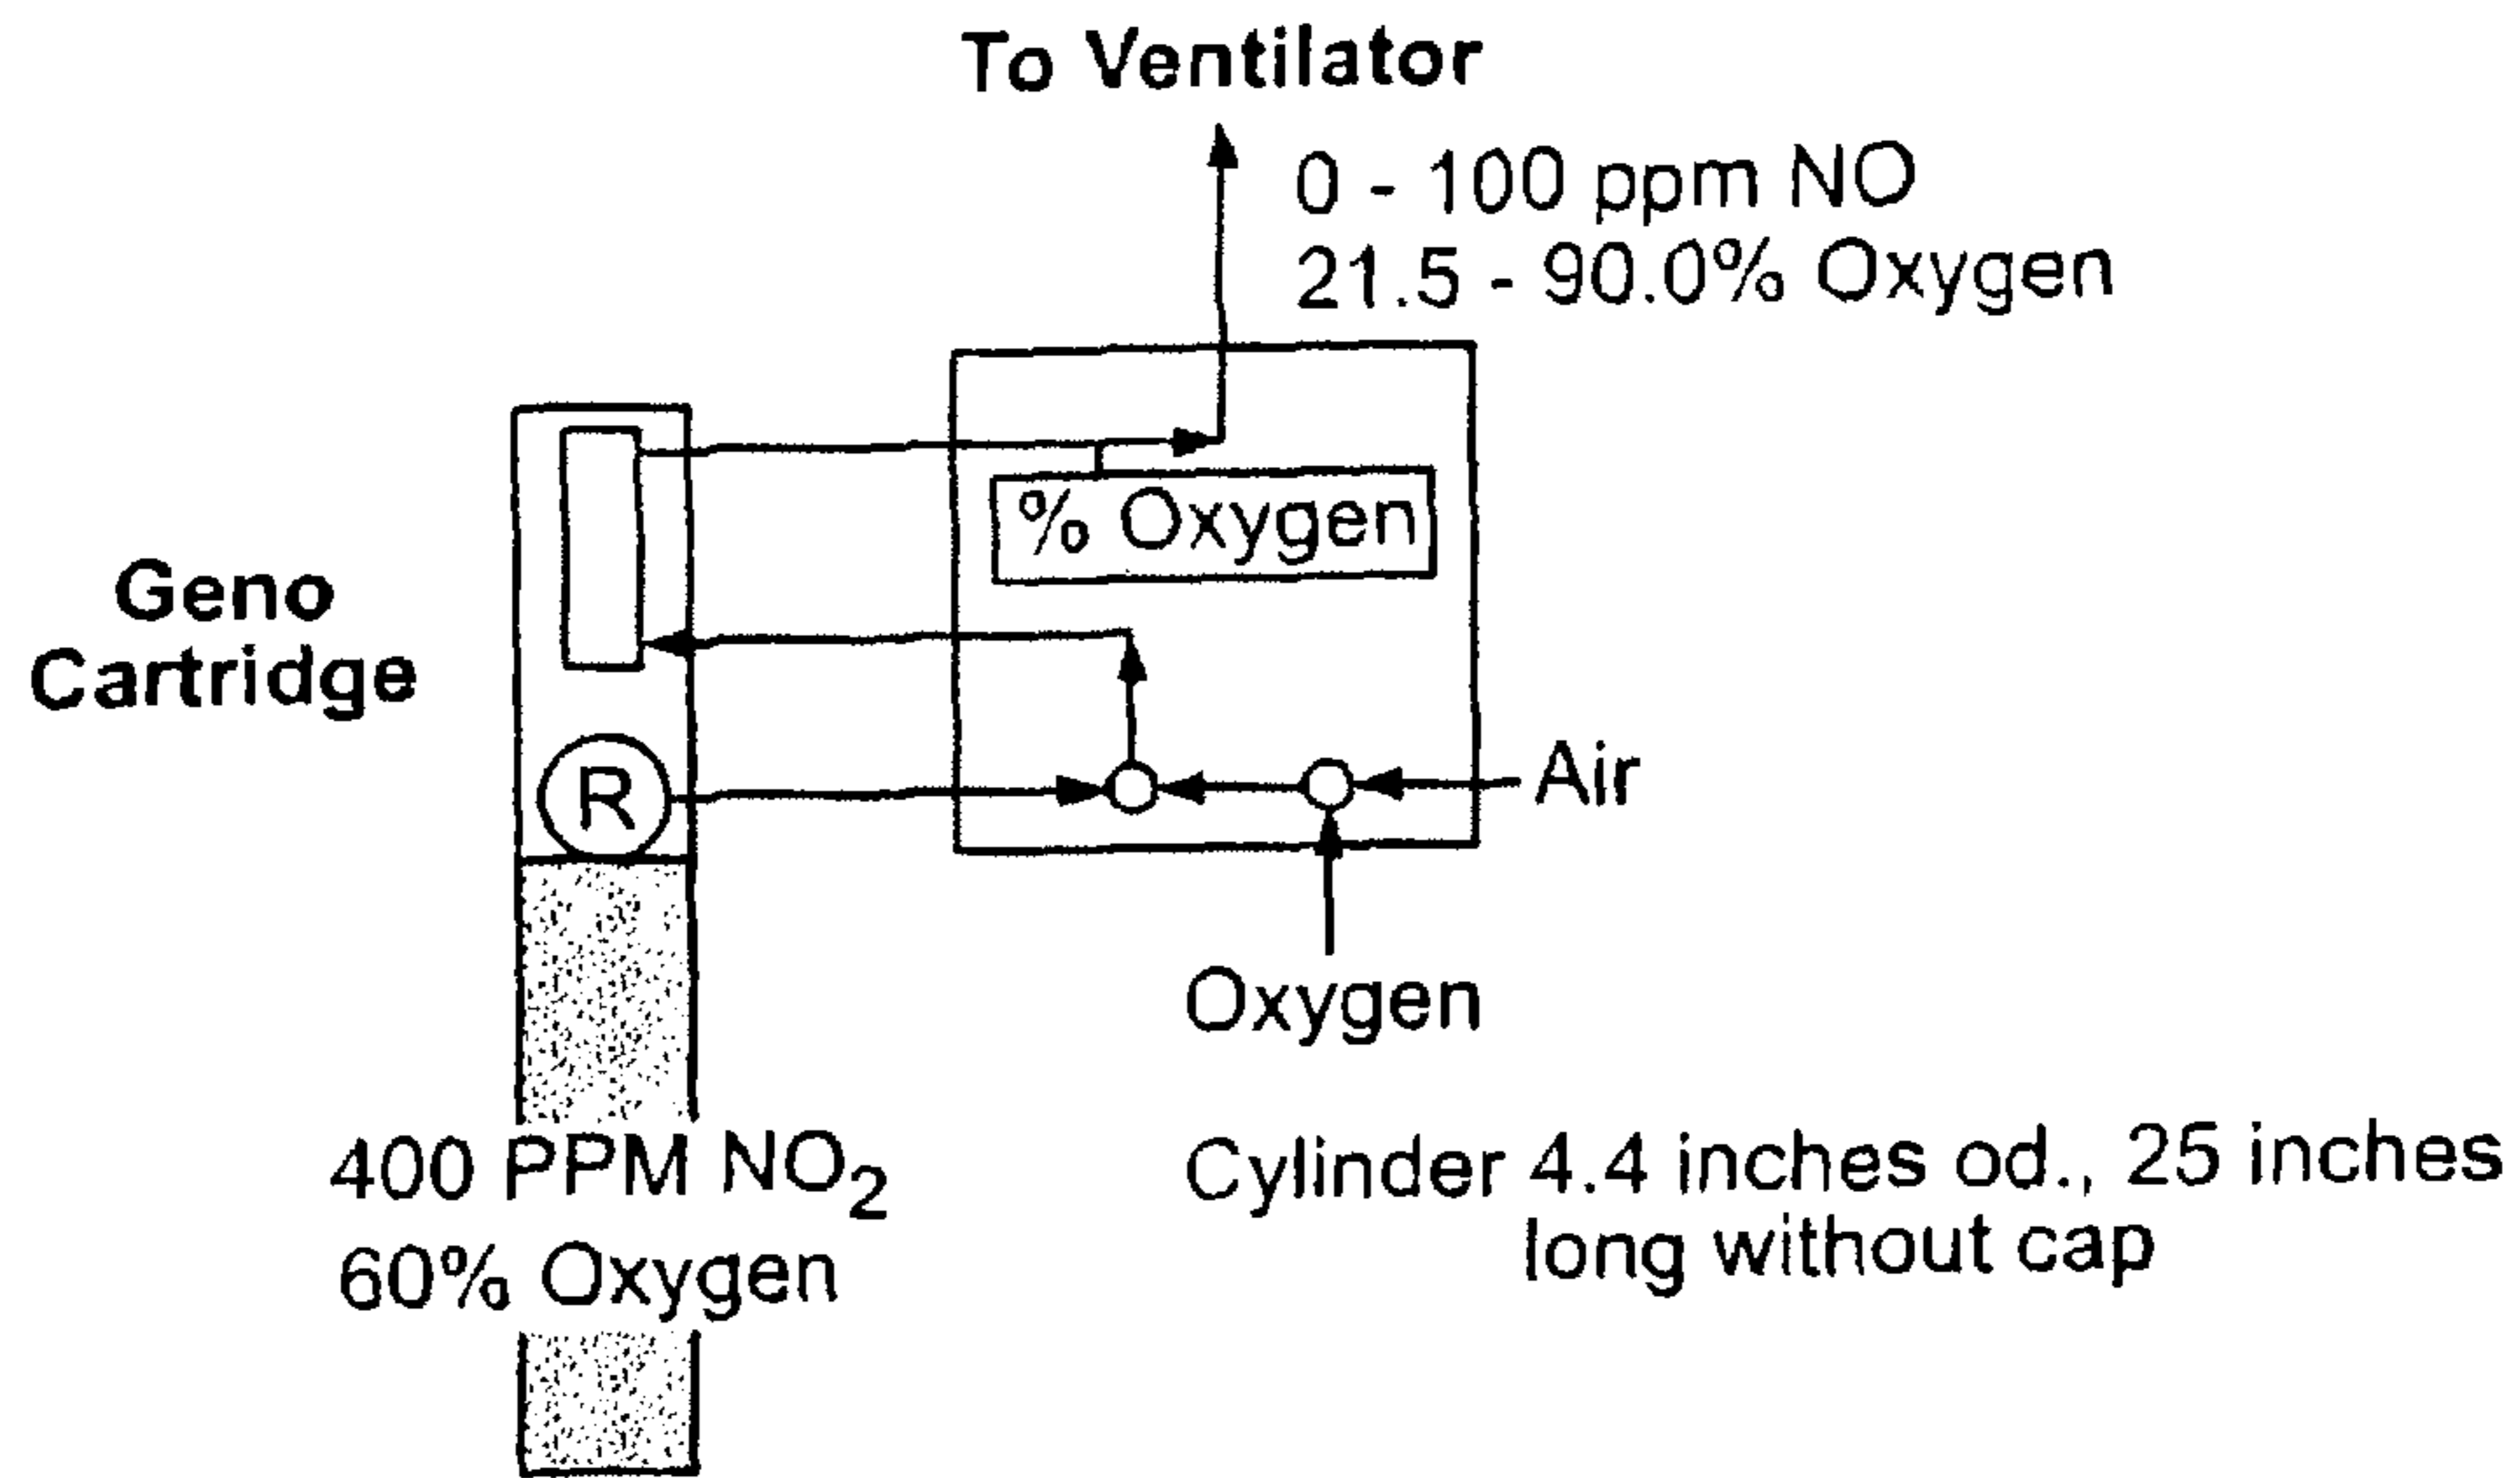 To Ventilator
0 - 100 ppm NO
21.5 - 90.0% Oxygen
% Oxygen
Geno
Cartridge
R
Air
Oxygen
400 PPM NO₂
60% Oxygen
Cylinder 4.4 inches od., 25 inches
long without cap